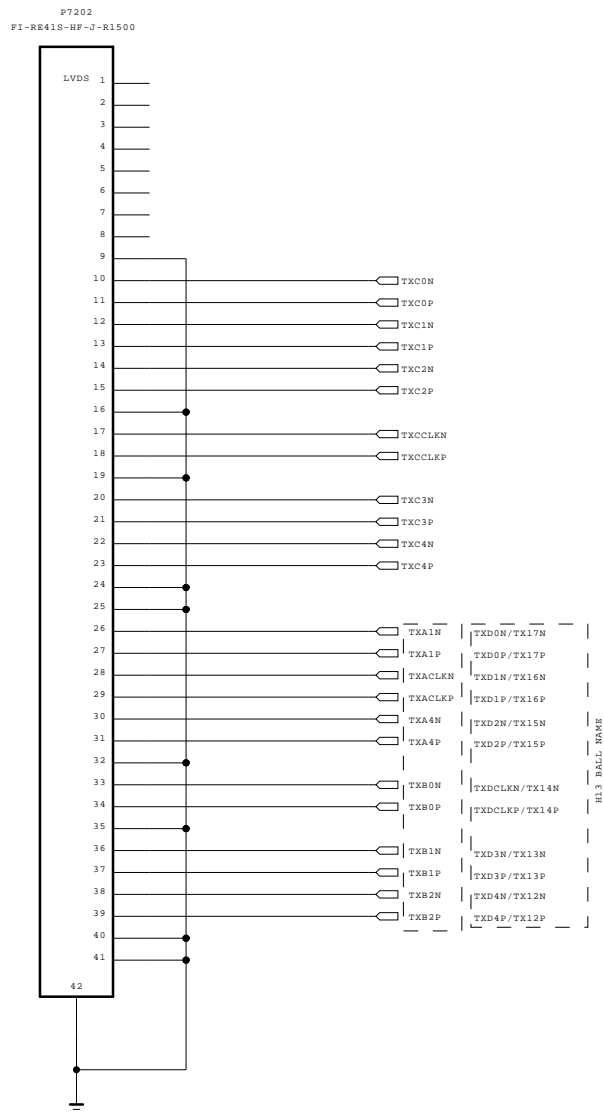 P7202
FI-RE41S-HF-J-R1500
LVDS 1
2
3
4
5
6
7
8
9
10 TXC0N
11 TXC0P
12 TXC1N
13 TXC1P
14 TXC2N
15 TXC2P
16
17 TXCCLKN
18 TXCCLKP
19
20 TXC3N
21 TXC3P
22 TXC4N
23 TXC4P
24
25
26 TXA1N TXD0N/TX17N
27 TXA1P TXD0P/TX17P
28 TXACLKN TXD1N/TX16N
29 TXACLKP TXD1P/TX16P
30 TXA4N TXD2N/TX15N
31 TXA4P TXD2P/TX15P
32
33 TXB0N TXDCLKN/TX14N
34 TXB0P TXDCLKP/TX14P
35
36 TXB1N TXD3N/TX13N
37 TXB1P TXD3P/TX13P
38 TXB2N TXD4N/TX12N
39 TXB2P TXD4P/TX12P
40
41
42
H13 BALL NAME